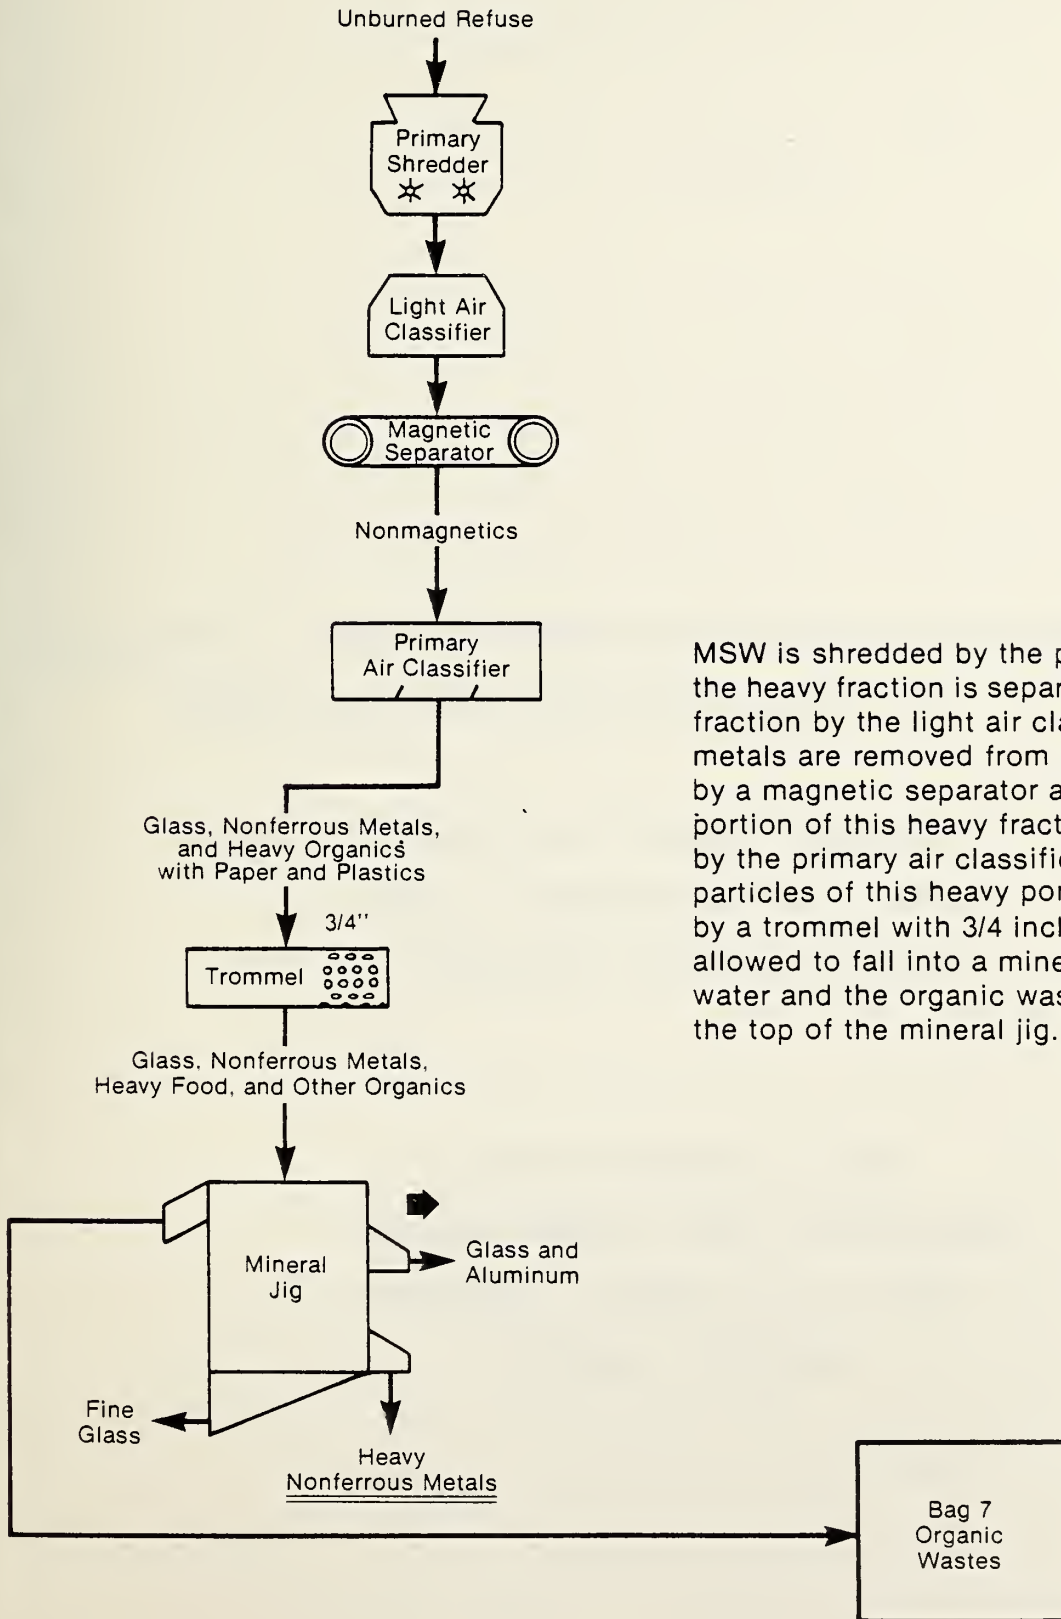 Unburned Refuse
Primary
Shredder
Light Air
Classifier
Magnetic
Separator
Nonmagnetics
Primary
Air Classifier
MSW is shredded by the p
the heavy fraction is separ
fraction by the light air cla
metals are removed from
by a magnetic separator a
portion of this heavy fract
by the primary air classifie
particles of this heavy por
by a trommel with 3/4 incl
allowed to fall into a mine
water and the organic was
the top of the mineral jig.
Glass, Nonferrous Metals,
and Heavy Organics
with Paper and Plastics
3/4''
Trommel
Glass, Nonferrous Metals,
Heavy Food, and Other Organics
Mineral
Jig
Glass and
Aluminum
Fine
Glass
Heavy
Nonferrous Metals
Bag 7
Organic
Wastes